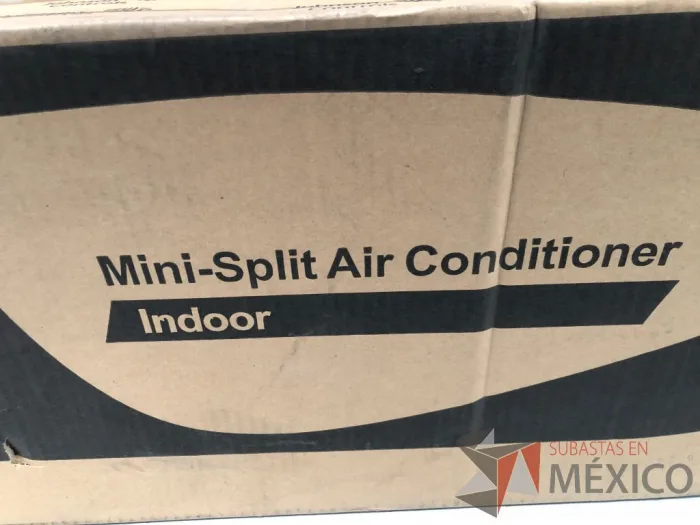 Mini-Split Air Conditioner
Indoor
SUBASTAS EN
MÉXICO